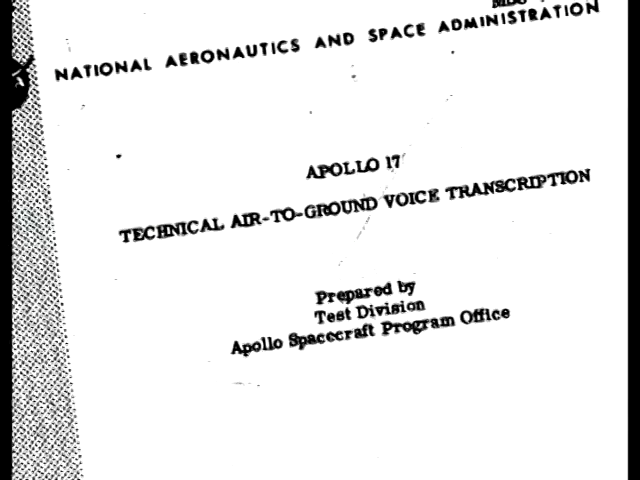 NATIONAL AERONAUTICS AND SPACE ADMINISTRATION
APOLLO 17
TECHNICAL AIR-TO-GROUND VOICE TRANSCRIPTION
Prepared by
Test Division
Apollo Spacecraft Program Office